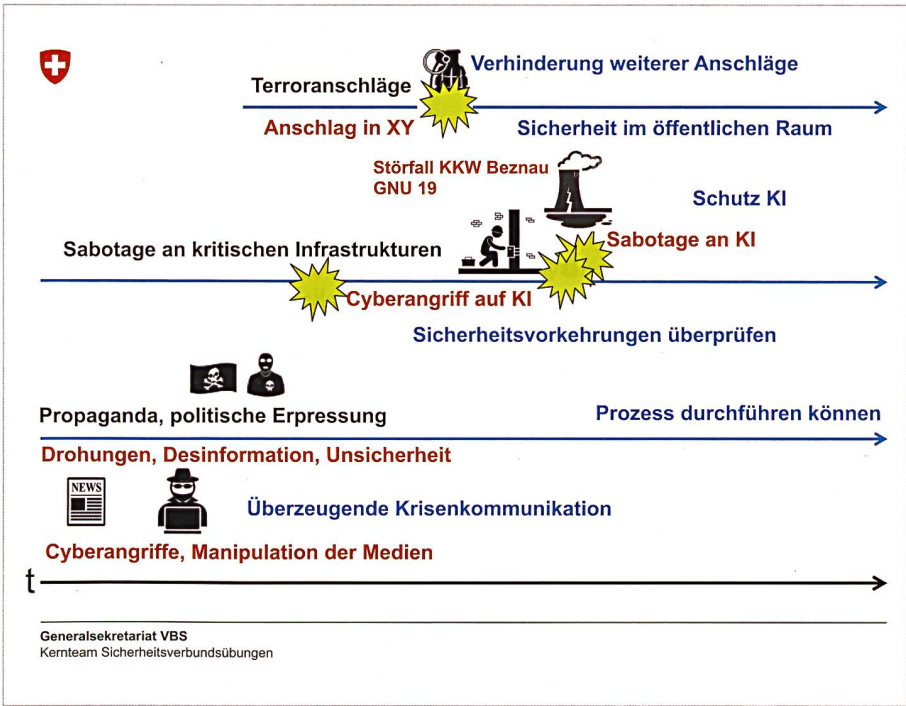 Verhinderung weiterer Anschläge
Terroranschläge
Anschlag in XY
Sicherheit im öffentlichen Raum
Störfall KKW Beznau
GNU 19
Schutz KI
Sabotage an KI
Sabotage an kritischen Infrastrukturen
Cyberangriff auf KI
Sicherheitsvorkehrungen überprüfen
Propaganda, politische Erpressung
Prozess durchführen können
Drohungen, Desinformation, Unsicherheit
NEWS
Überzeugende Krisenkommunikation
Cyberangriffe, Manipulation der Medien
t
Generalsekretariat VBS
Kernteam Sicherheitsverbundsübungen